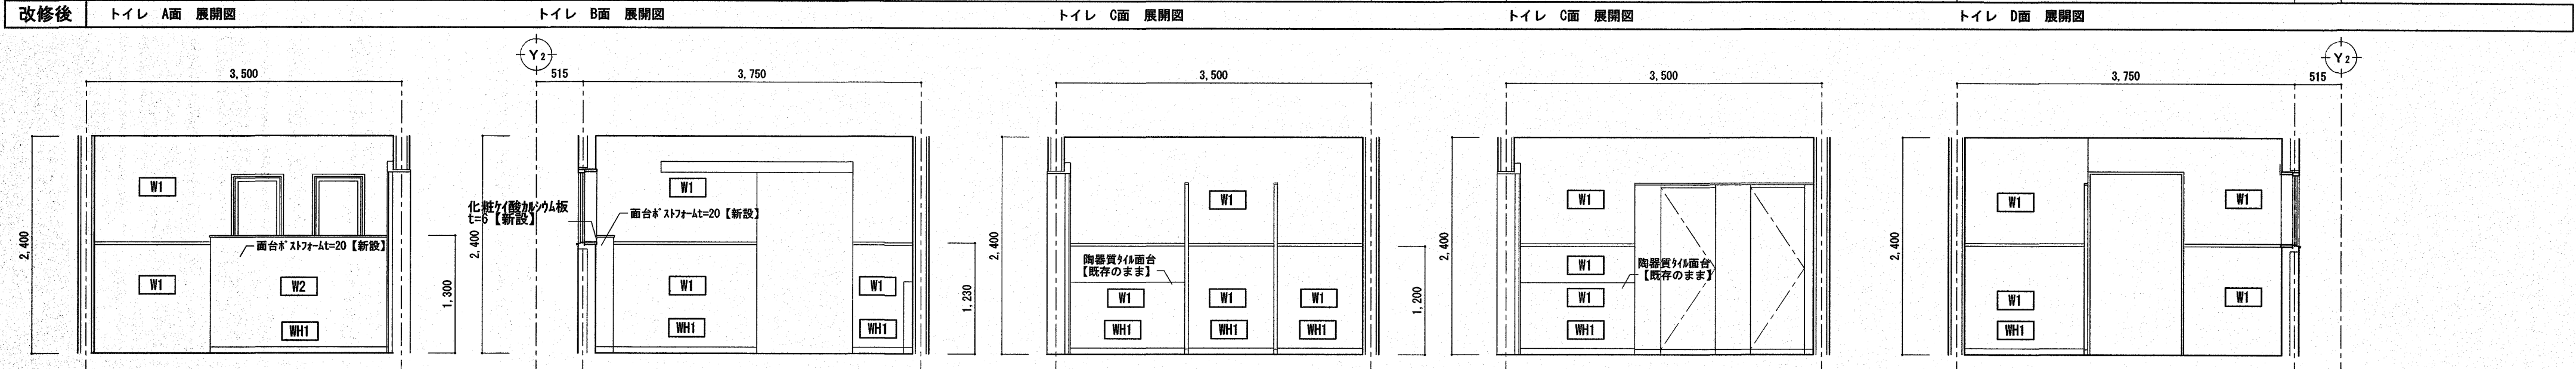 改修後
トイレ A面 展開図
トイレ B面 展開図
トイレ C面 展開図
トイレ C面 展開図
トイレ D面 展開図
3,500
2,400
W1
W1
W2
WH1
面台ポストフォームt=20【新設】
1,300
Y2
515
3,750
2,400
化粧ケイ酸カルシウム板
t=6【新設】
面台ポストフォームt=20【新設】
W1
W1
WH1
W1
WH1
1,230
3,500
2,400
W1
陶器質タイル面台
【既存のまま】
W1
W1
W1
WH1
WH1
WH1
1,200
3,500
2,400
W1
W1
W1
WH1
陶器質タイル面台
【既存のまま】
3,750
515
Y2
2,400
W1
W1
W1
W1
WH1